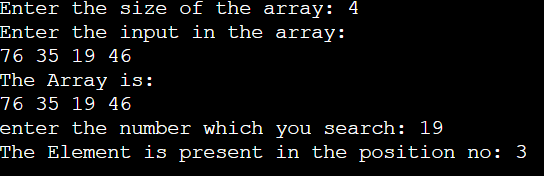 Enter the size of the array: 4
Enter the input in the array:
76 35 19 46
The Array is:
76 35 19 46
enter the number which you search: 19
The Element is present in the position no: 3